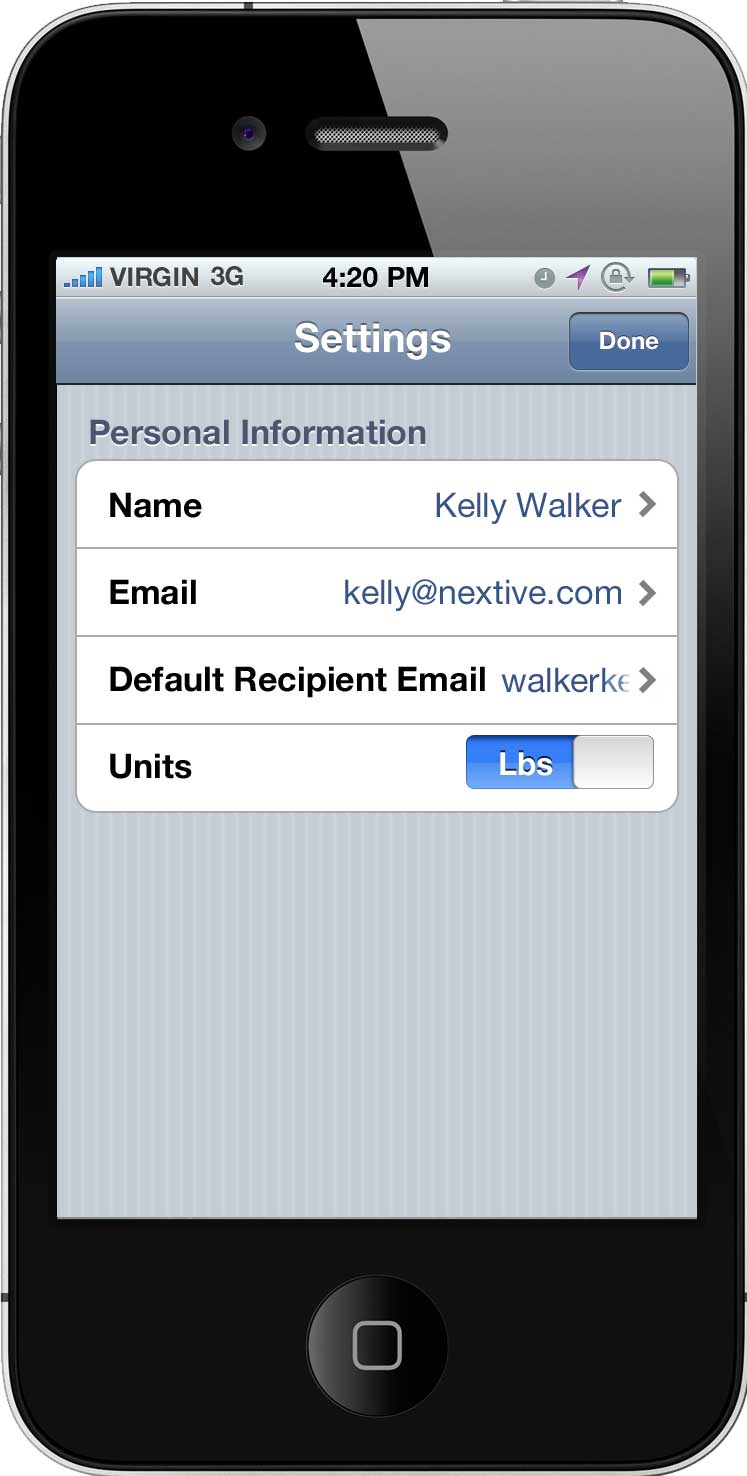 VIRGIN 3G 4:20 PM
Settings Done
Personal Information
Name Kelly Walker
Email kelly@nextive.com
Default Recipient Email walkerke
Units Lbs